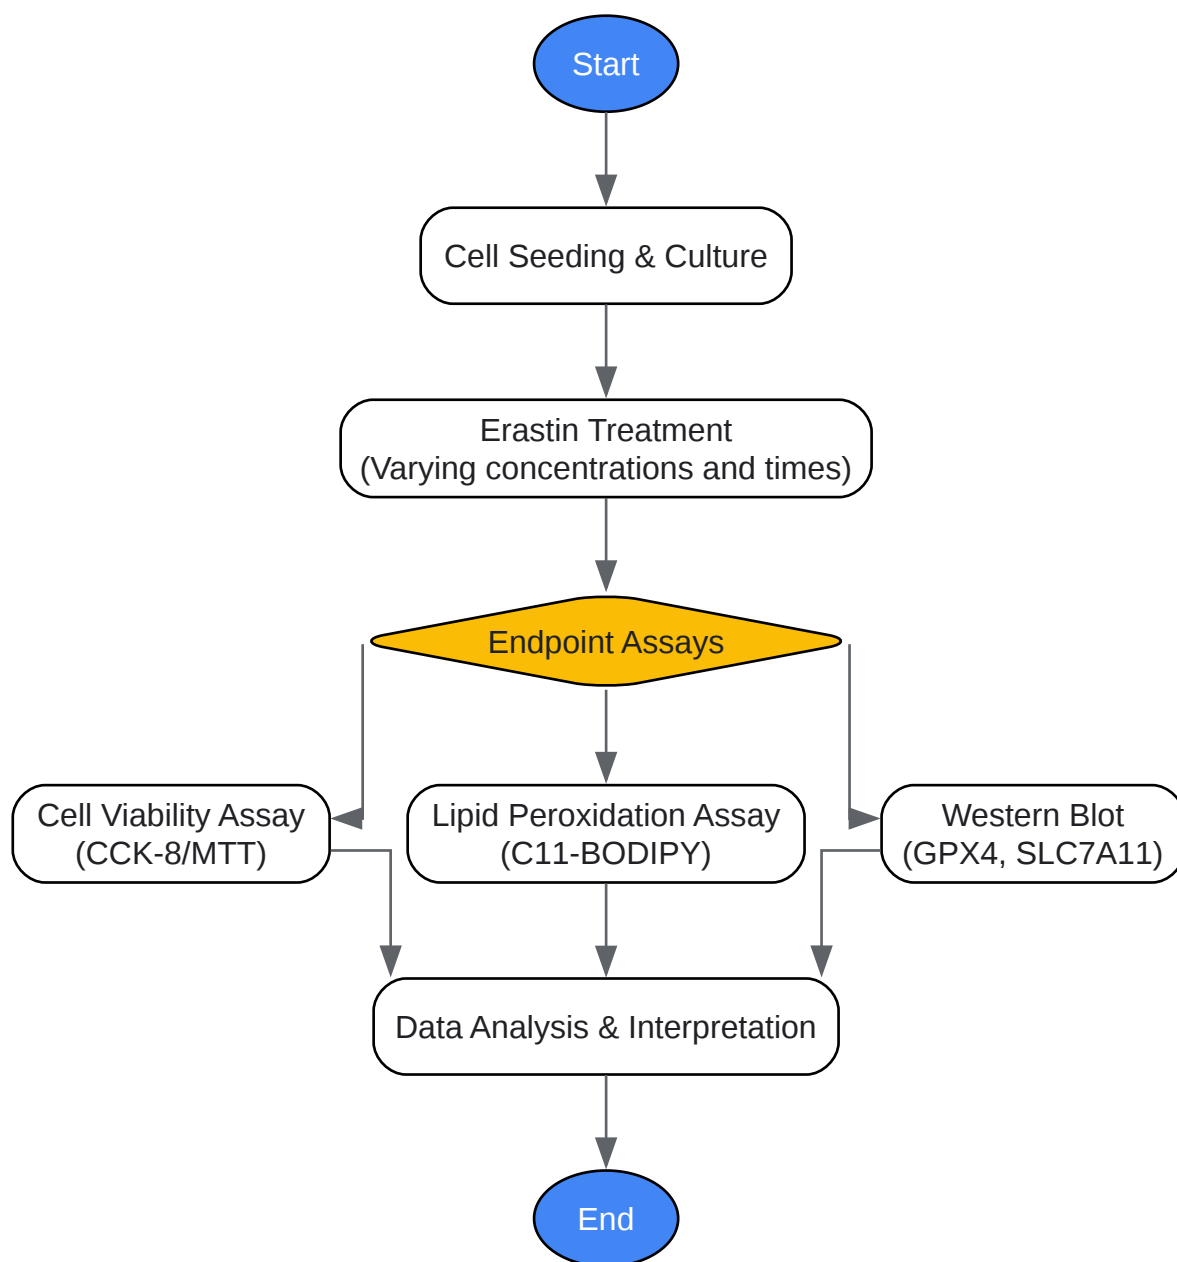 Start
Cell Seeding & Culture
Erastin Treatment
(Varying concentrations and times)
Endpoint Assays
Cell Viability Assay
(CCK-8/MTT)
Lipid Peroxidation Assay
(C11-BODIPY)
Western Blot
(GPX4, SLC7A11)
Data Analysis & Interpretation
End